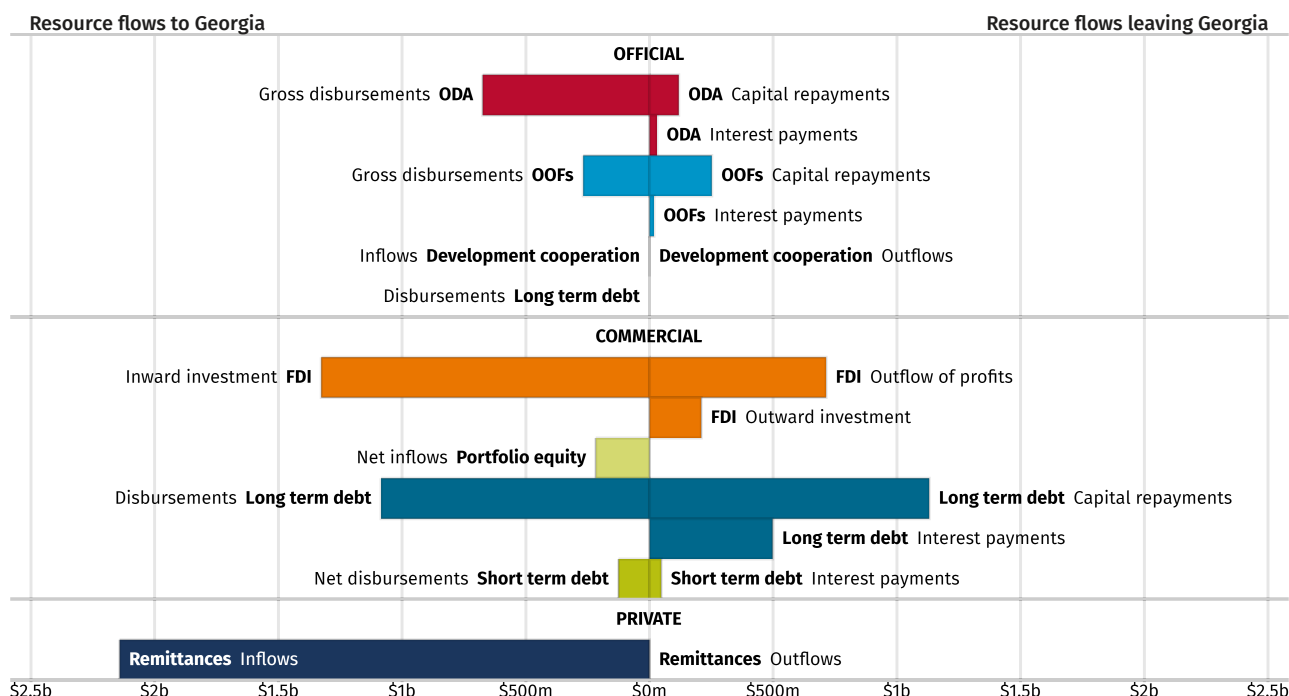 Resource flows to Georgia Resource flows leaving Georgia
OFFICIAL
Gross disbursements ODA ODA Capital repayments
ODA Interest payments
Gross disbursements OOFs OOFs Capital repayments
OOFs Interest payments
Inflows Development cooperation Development cooperation Outflows
Disbursements Long term debt
COMMERCIAL
Inward investment FDI FDI Outflow of profits
FDI Outward investment
Net inflows Portfolio equity
Disbursements Long term debt Long term debt Capital repayments
Long term debt Interest payments
Net disbursements Short term debt Short term debt Interest payments
PRIVATE
Remittances Inflows Remittances Outflows
$2.5b $2b $1.5b $1b $500m $0m $500m $1b $1.5b $2b $2.5b